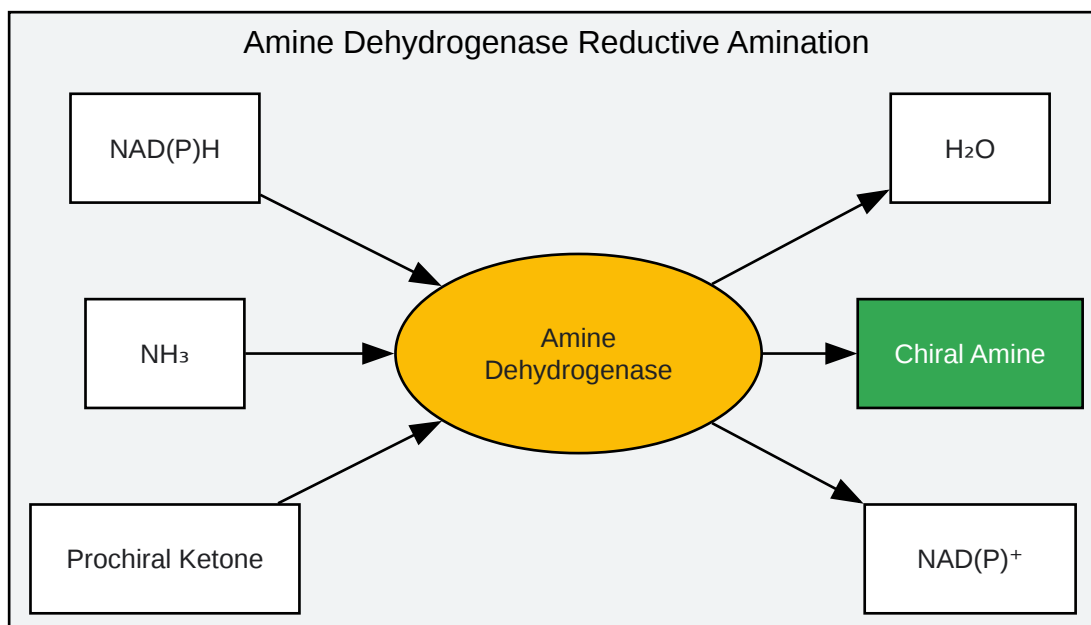 Amine Dehydrogenase Reductive Amination
NAD(P)H
H₂O
NH₃
Amine
Dehydrogenase
Chiral Amine
Prochiral Ketone
NAD(P)⁺